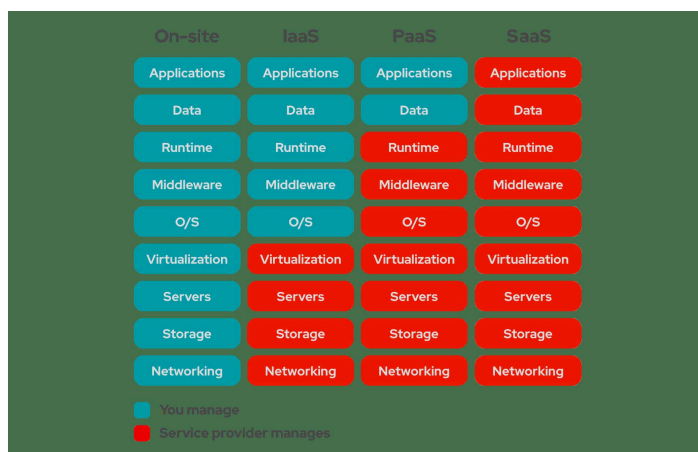 On-site IaaS PaaS SaaS
Applications Applications Applications Applications
Data Data Data Data
Runtime Runtime Runtime Runtime
Middleware Middleware Middleware Middleware
O/S O/S O/S O/S
Virtualization Virtualization Virtualization Virtualization
Servers Servers Servers Servers
Storage Storage Storage Storage
Networking Networking Networking Networking
You manage
Service provider manages